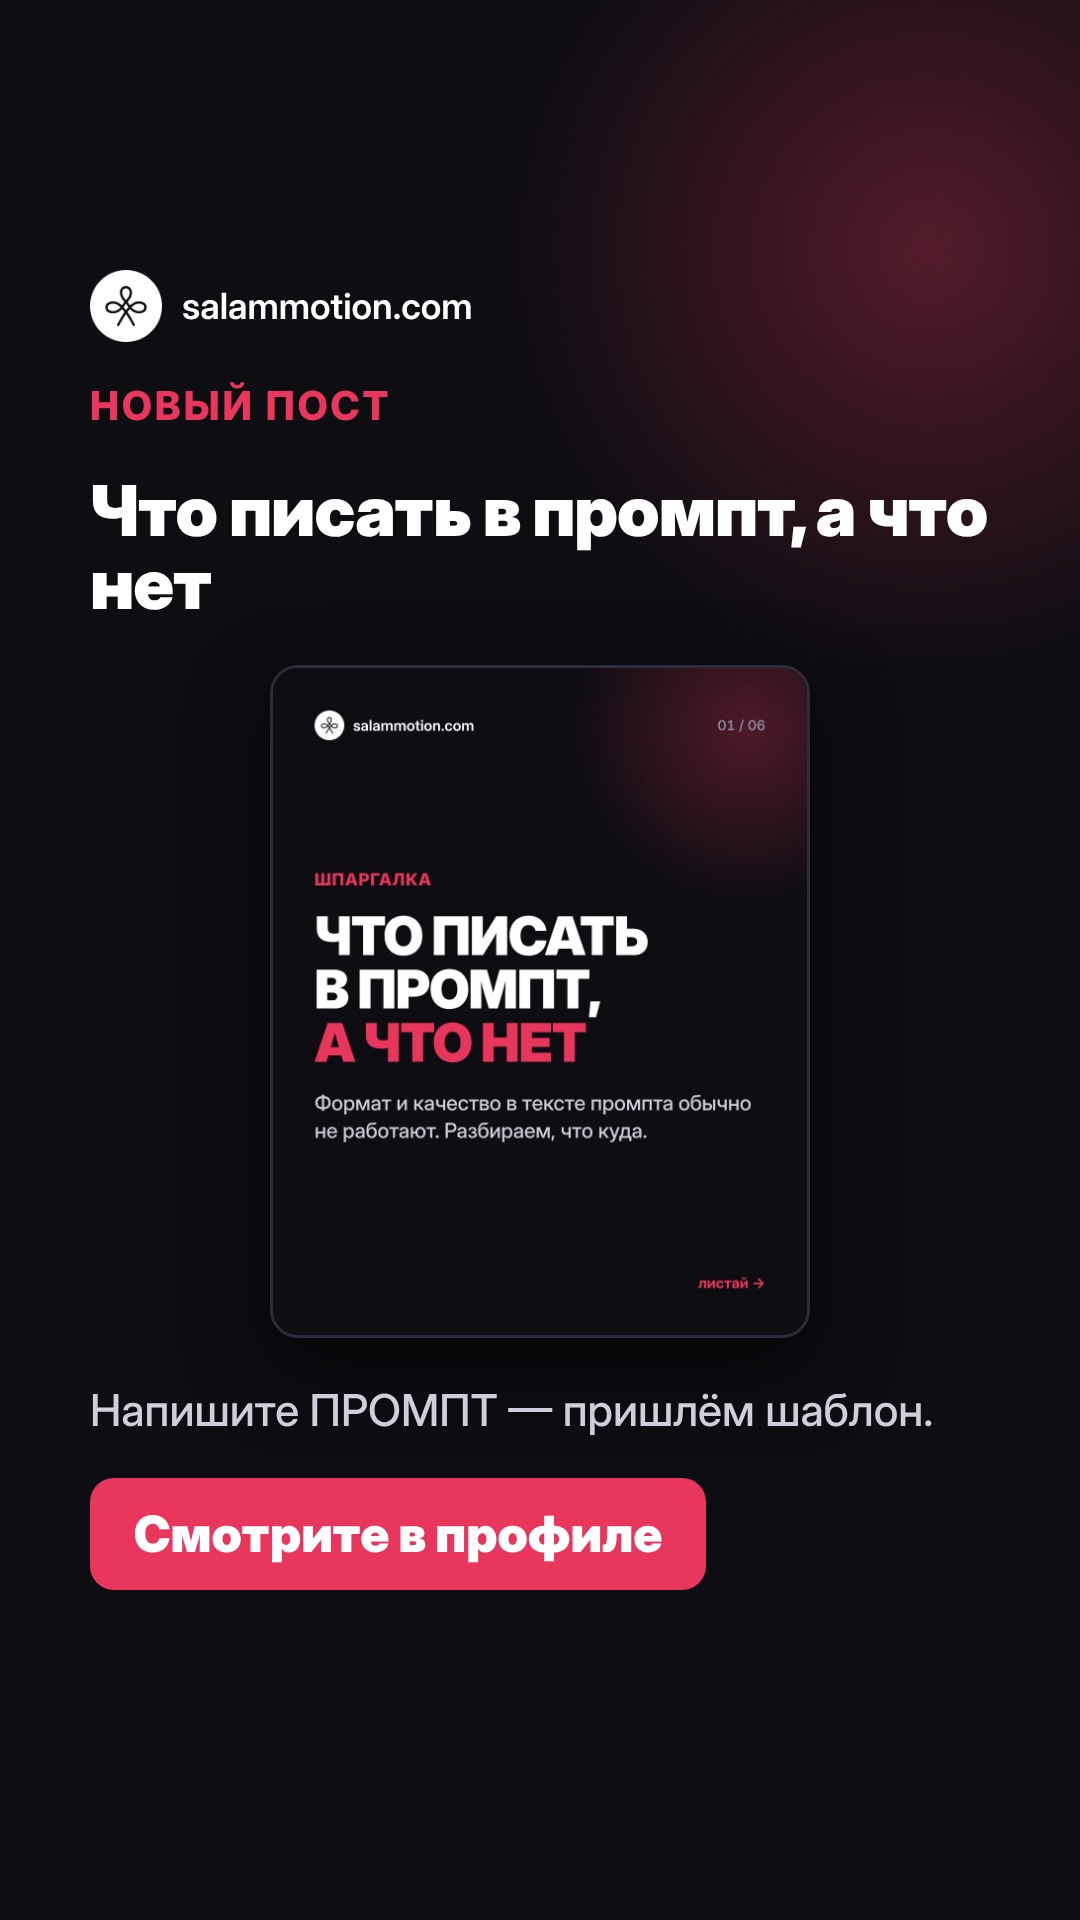 salammotion.com
НОВЫЙ ПОСТ
Что писать в промпт, а что
нет
salammotion.com
01 / 06
ШПАРГАЛКА
ЧТО ПИСАТЬ
В ПРОМПТ,
А ЧТО НЕТ
Формат и качество в тексте промпта обычно
не работают. Разбираем, что куда.
листай →
Напишите ПРОМПТ — пришлём шаблон.
Смотрите в профиле